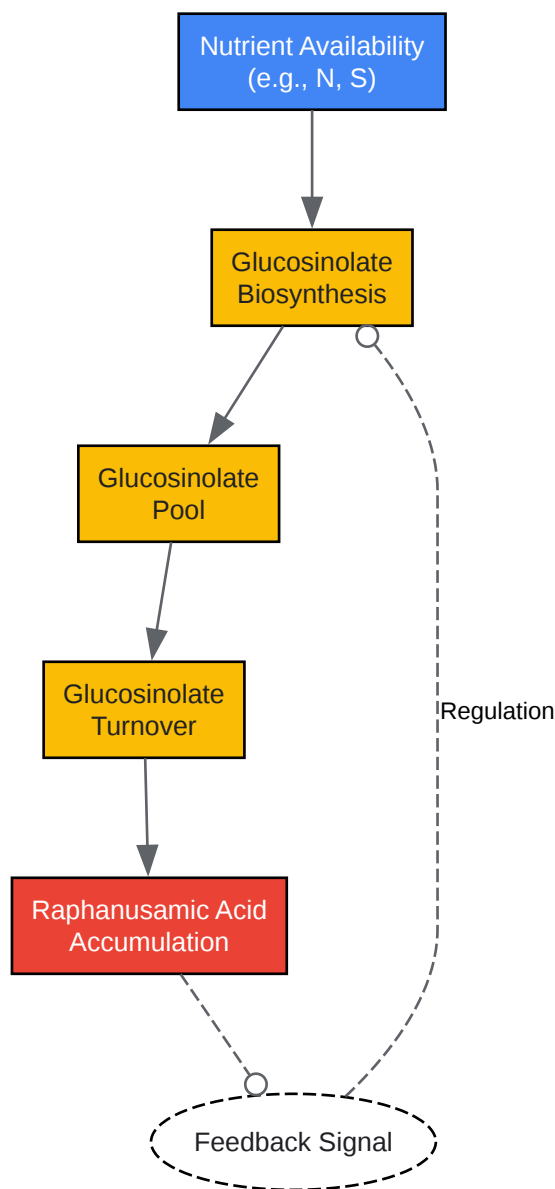 Nutrient Availability
(e.g., N, S)
Glucosinolate
Biosynthesis
Glucosinolate
Pool
Glucosinolate
Turnover
Regulation
Raphanusamic Acid
Accumulation
Feedback Signal